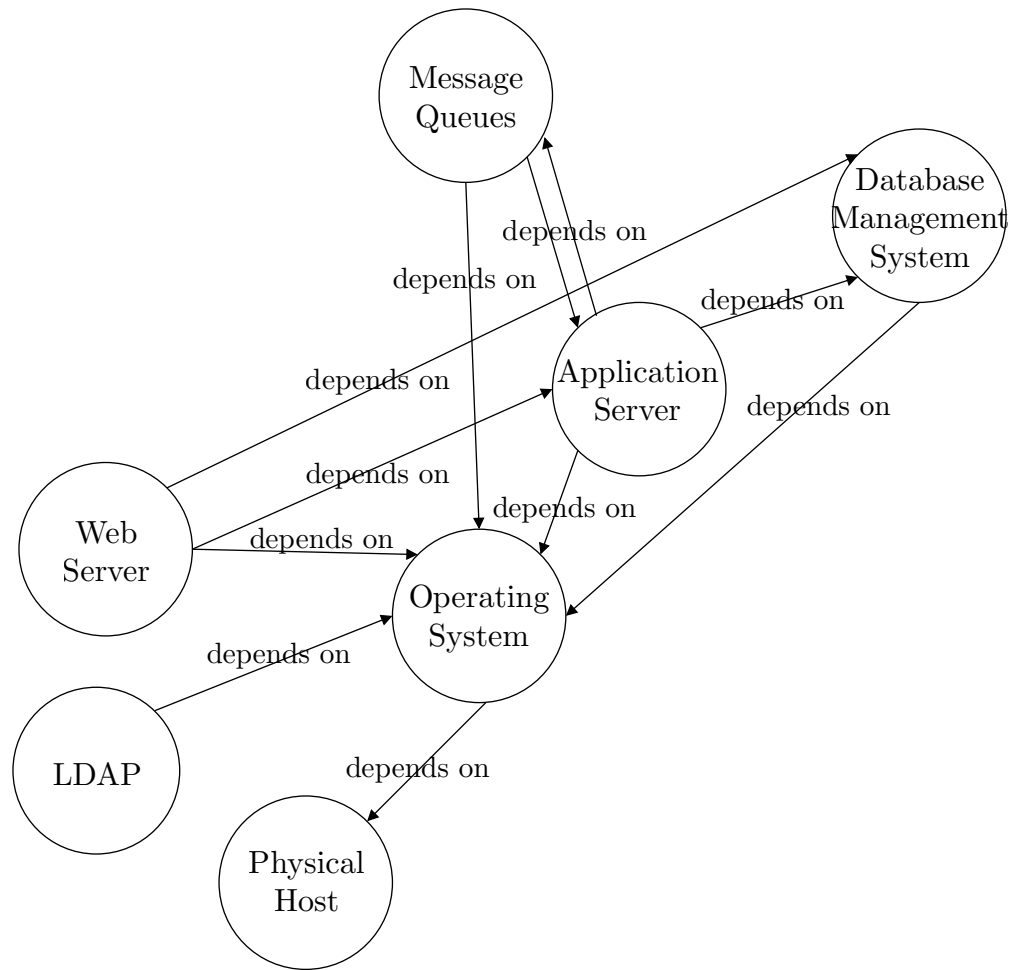 Message
Queues
Database
Management
System
depends on
depends on
depends on
depends on
Application
Server
depends on
depends on
depends on
Web
Server
depends on
Operating
System
depends on
LDAP
depends on
Physical
Host